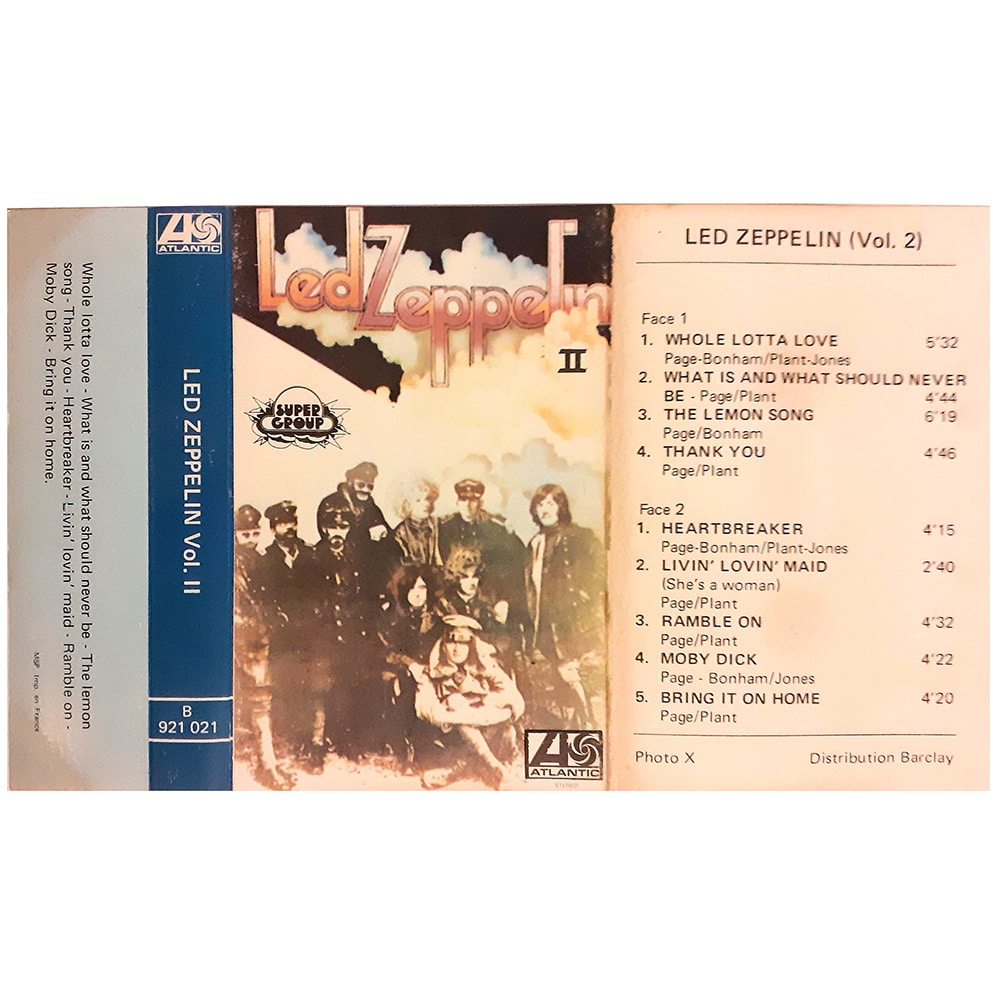 Whole lotta love - What is and what should never be - The lemon
song - Thank you - Heartbreaker - Livin' lovin' maid - Ramble on -
Moby Dick - Bring it on home.
MSP Imp. en France
ATLANTIC
LED ZEPPELIN Vol. II
B
921 021
Led Zeppelin
II
SUPER
GROUP
ATLANTIC
STEREO
LED ZEPPELIN (Vol. 2)
Face 1
1. WHOLE LOTTA LOVE 5'32
Page-Bonham/Plant-Jones
2. WHAT IS AND WHAT SHOULD NEVER
BE - Page/Plant 4'44
3. THE LEMON SONG 6'19
Page/Bonham
4. THANK YOU 4'46
Page/Plant
Face 2
1. HEARTBREAKER 4'15
Page-Bonham/Plant-Jones
2. LIVIN' LOVIN' MAID 2'40
(She's a woman)
Page/Plant
3. RAMBLE ON 4'32
Page/Plant
4. MOBY DICK 4'22
Page - Bonham/Jones
5. BRING IT ON HOME 4'20
Page/Plant
Photo X Distribution Barclay